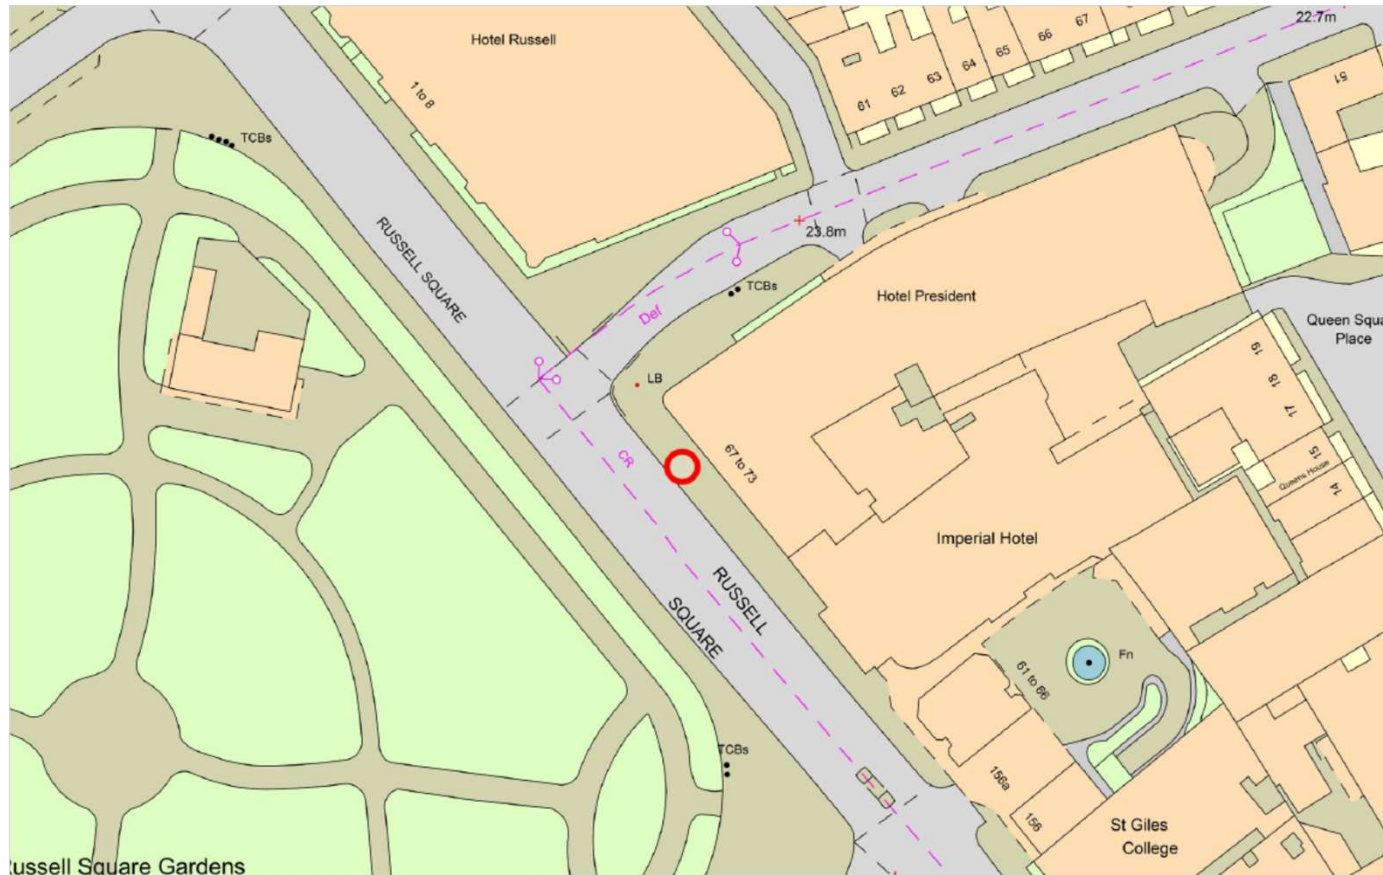 Hotel Russell
22.7m
67
66
65
64
63
62
61
51
1 to 8
TCBs
RUSSELL SQUARE
23.8m
TCBs
Hotel President
Def
Queen Squa
Place
LB
19
18
17
15
Queens House
14
CR
67 to 73
Imperial Hotel
RUSSELL
SQUARE
Fn
61 to 66
TCBs
156a
156
St Giles
College
Russell Square Gardens